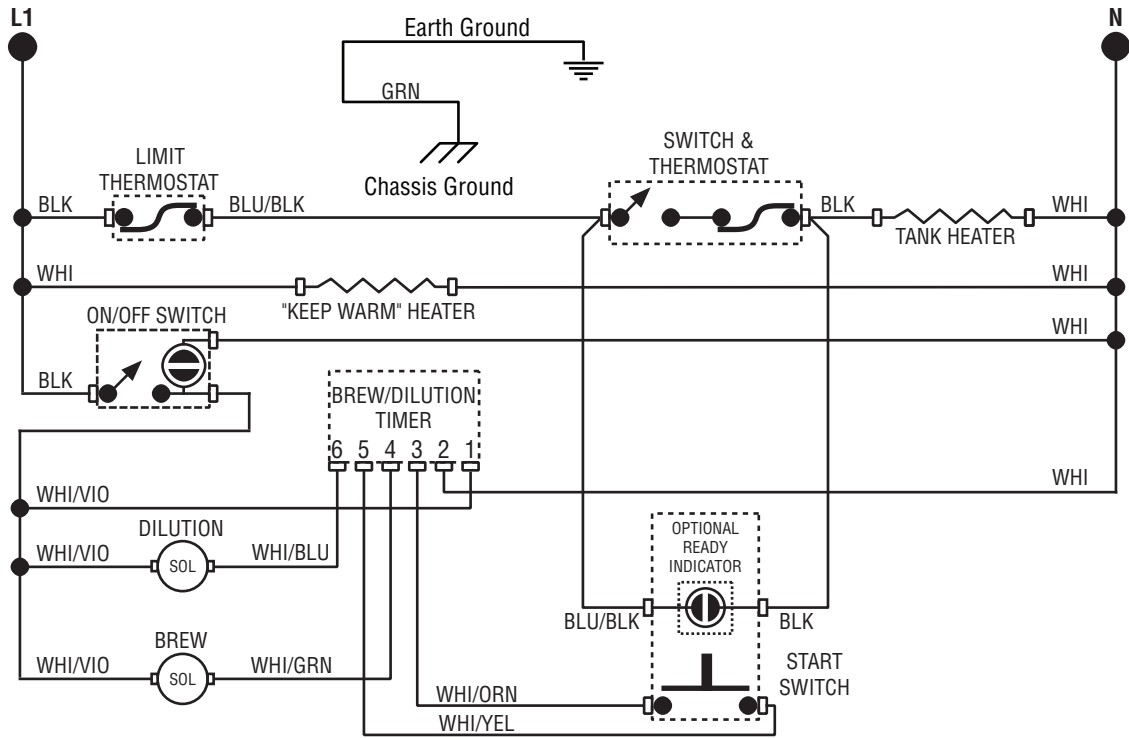 L1
N
Earth Ground
GRN
Chassis Ground
LIMIT
THERMOSTAT
SWITCH &
THERMOSTAT
BLK
BLU/BLK
BLK
WHI
TANK HEATER
WHI
WHI
"KEEP WARM" HEATER
ON/OFF SWITCH
WHI
BLK
BREW/DILUTION
TIMER
6 5 4 3 2 1
WHI
WHI/VIO
DILUTION
WHI/VIO
SOL
WHI/BLU
OPTIONAL
READY
INDICATOR
BLU/BLK
BLK
BREW
WHI/VIO
SOL
WHI/GRN
START
SWITCH
WHI/ORN
WHI/YEL